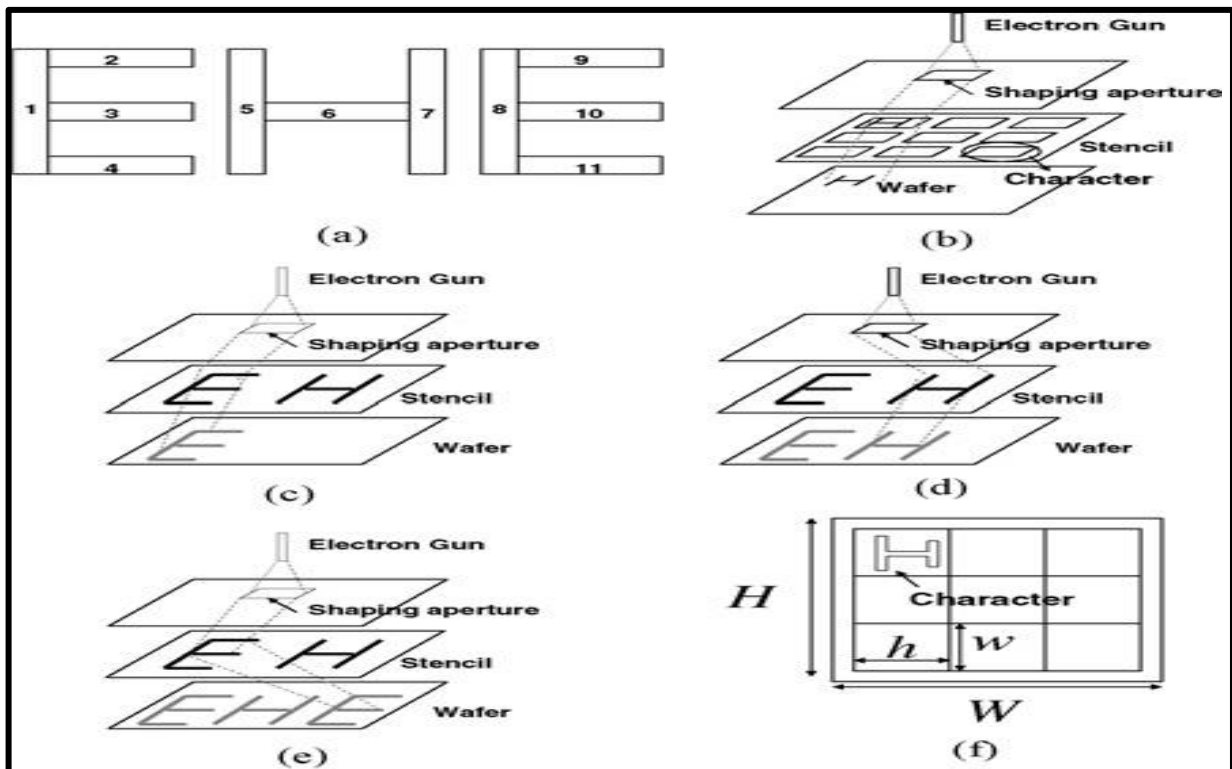 2
1
3
4
5
6
7
9
8
10
11
(a)
Electron Gun
Shaping aperture
Stencil
Character
Wafer
(b)
Electron Gun
Shaping aperture
Stencil
Wafer
(c)
Electron Gun
Shaping aperture
Stencil
Wafer
(d)
Electron Gun
Shaping aperture
Stencil
Wafer
(e)
H
Character
h
w
W
(f)